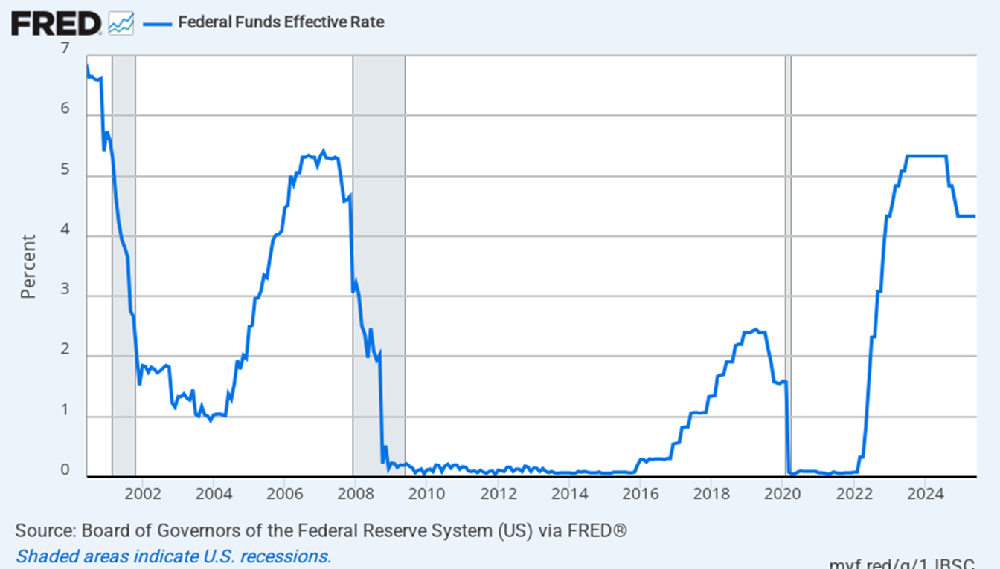 FRED
Federal Funds Effective Rate
7
6
5
4
3
2
1
0
Percent
2002 2004 2006 2008 2010 2012 2014 2016 2018 2020 2022 2024
Source: Board of Governors of the Federal Reserve System (US) via FRED®
Shaded areas indicate U.S. recessions.